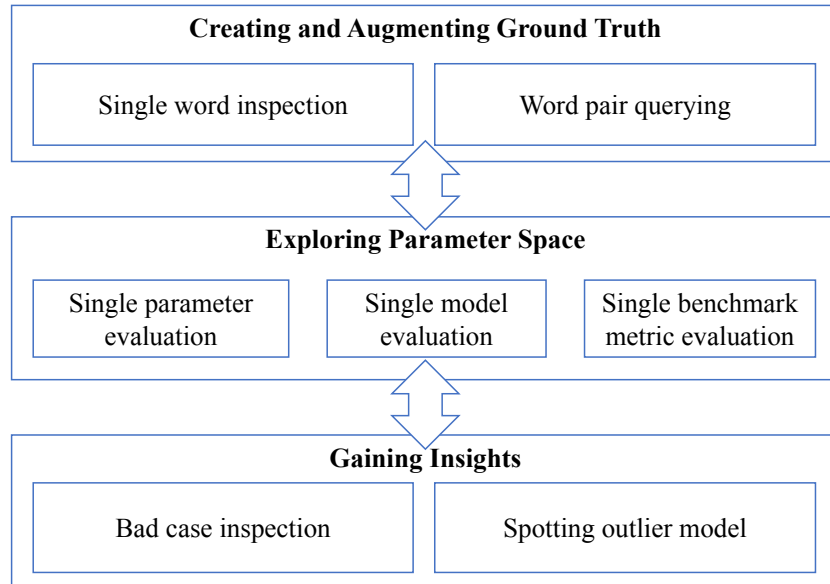 Creating and Augmenting Ground Truth
Single word inspection
Word pair querying
Exploring Parameter Space
Single parameter
evaluation
Single model
evaluation
Single benchmark
metric evaluation
Gaining Insights
Bad case inspection
Spotting outlier model